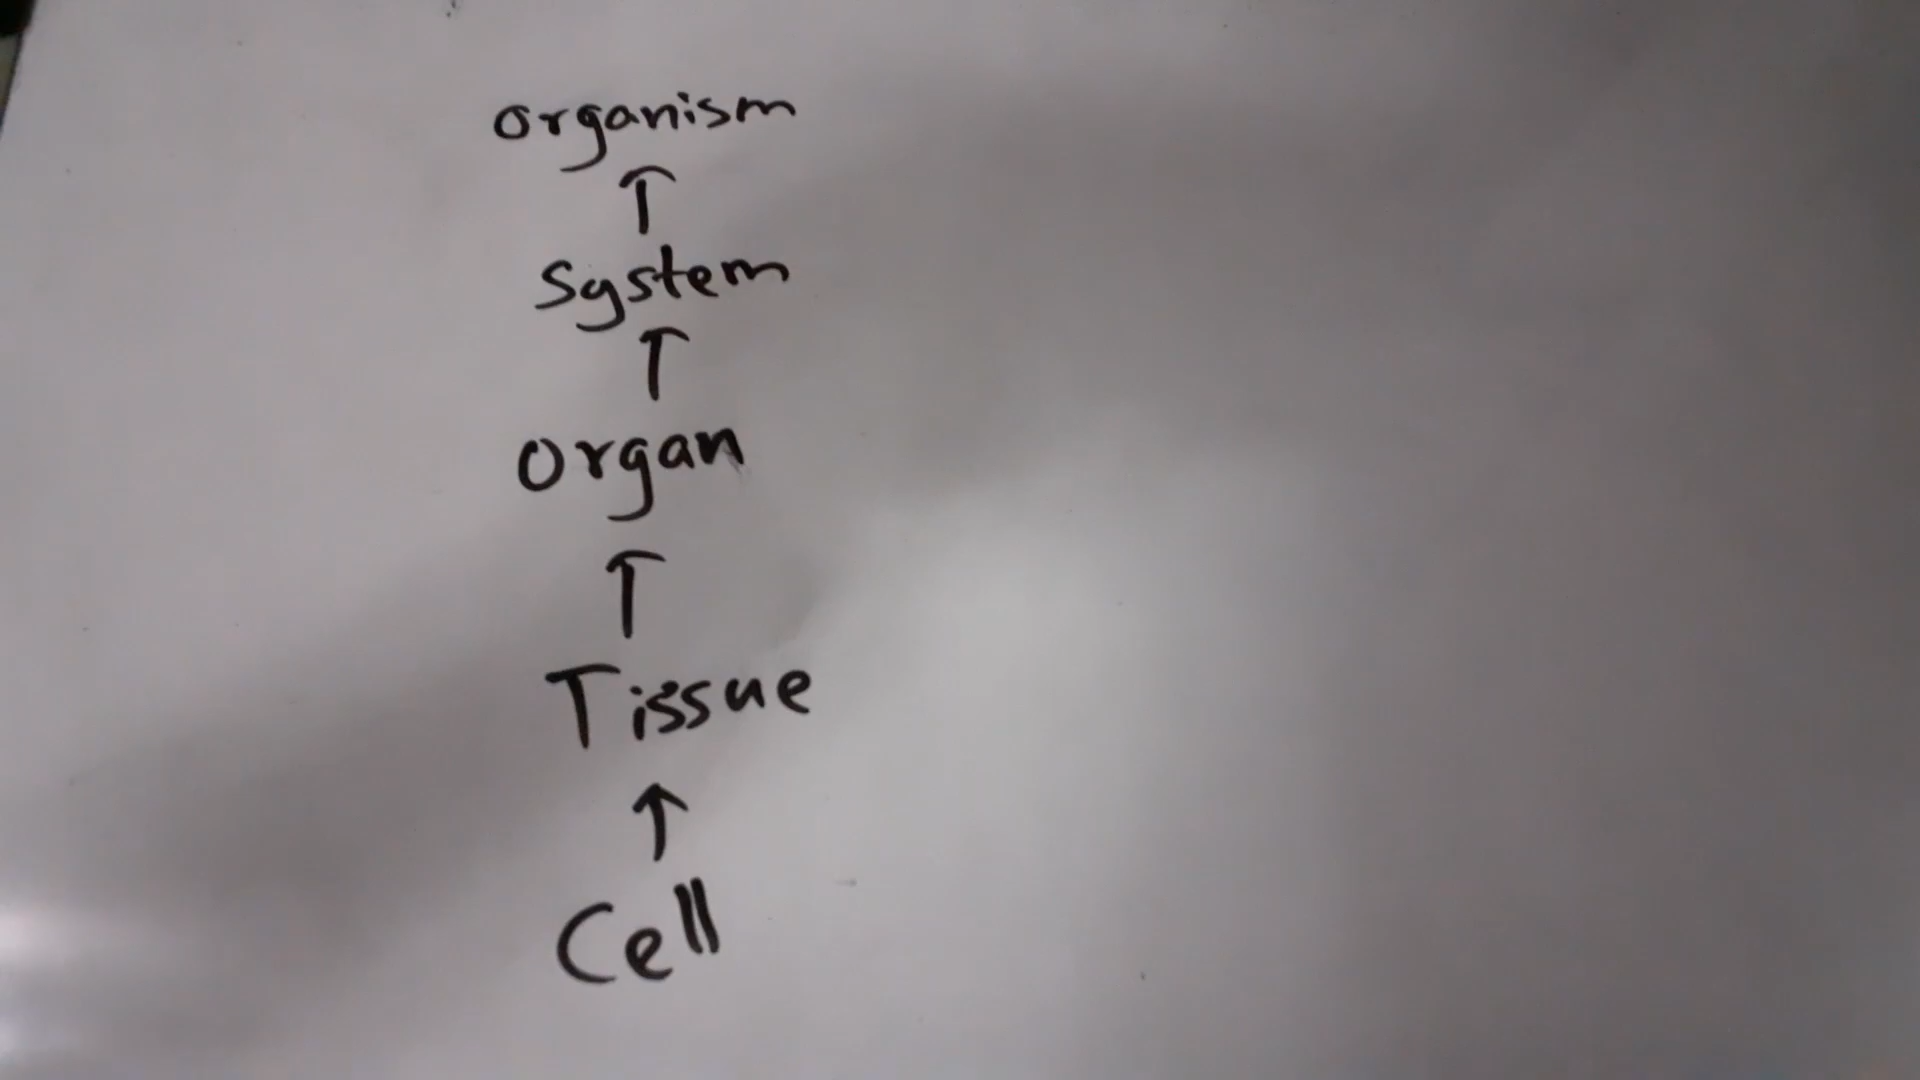 organism
↑
System
↑
Organ
↑
Tissue
↑
Cell